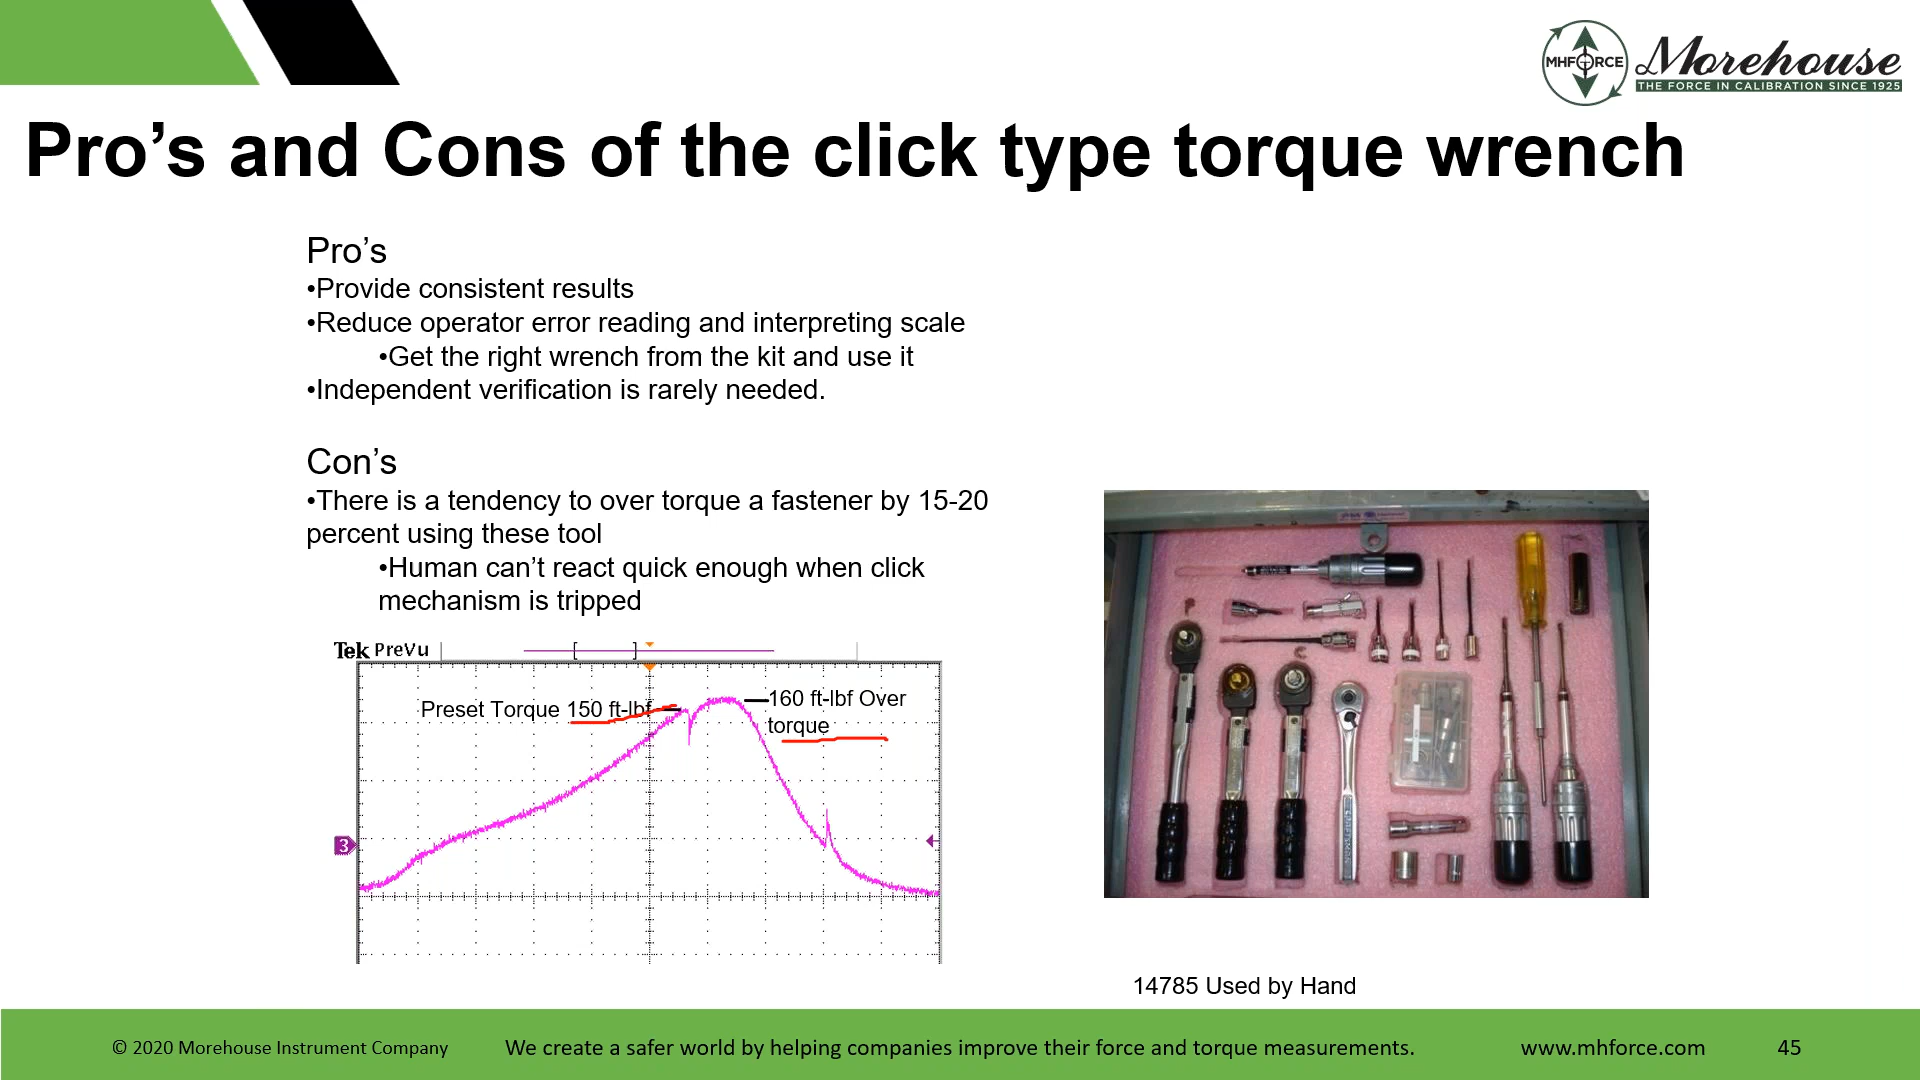 MHFORCE
Morehouse
THE FORCE IN CALIBRATION SINCE 1925
Pro’s and Cons of the click type torque wrench
Pro’s
•Provide consistent results
•Reduce operator error reading and interpreting scale
•Get the right wrench from the kit and use it
•Independent verification is rarely needed.
Con’s
•There is a tendency to over torque a fastener by 15-20
percent using these tool
•Human can’t react quick enough when click
mechanism is tripped
Tek PreVu
Preset Torque 150 ft-lbf
160 ft-lbf Over
torque
3
14785 Used by Hand
© 2020 Morehouse Instrument Company
We create a safer world by helping companies improve their force and torque measurements.
www.mhforce.com
45